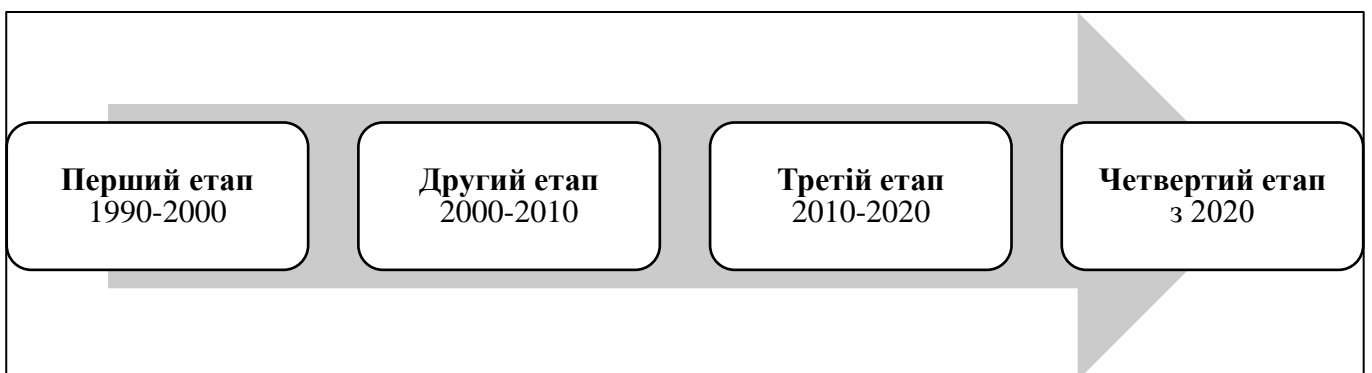 Перший етап
1990-2000
Другий етап
2000-2010
Третій етап
2010-2020
Четвертий етап
з 2020